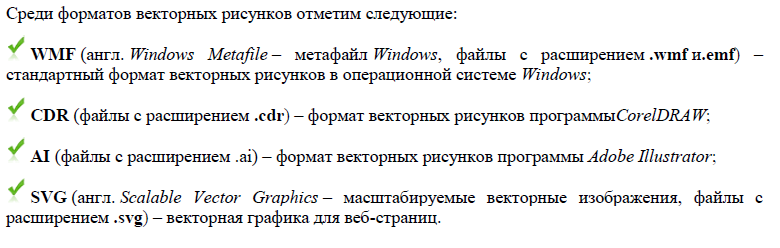 Среди форматов векторных рисунков отметим следующие:
WMF (англ. Windows Metafile – метафайл Windows, файлы с расширением .wmf и.emf) –
стандартный формат векторных рисунков в операционной системе Windows;
CDR (файлы с расширением .cdr) – формат векторных рисунков программыCorelDRAW;
AI (файлы с расширением .ai) – формат векторных рисунков программы Adobe Illustrator;
SVG (англ. Scalable Vector Graphics – масштабируемые векторные изображения, файлы с
расширением .svg) – векторная графика для веб-страниц.